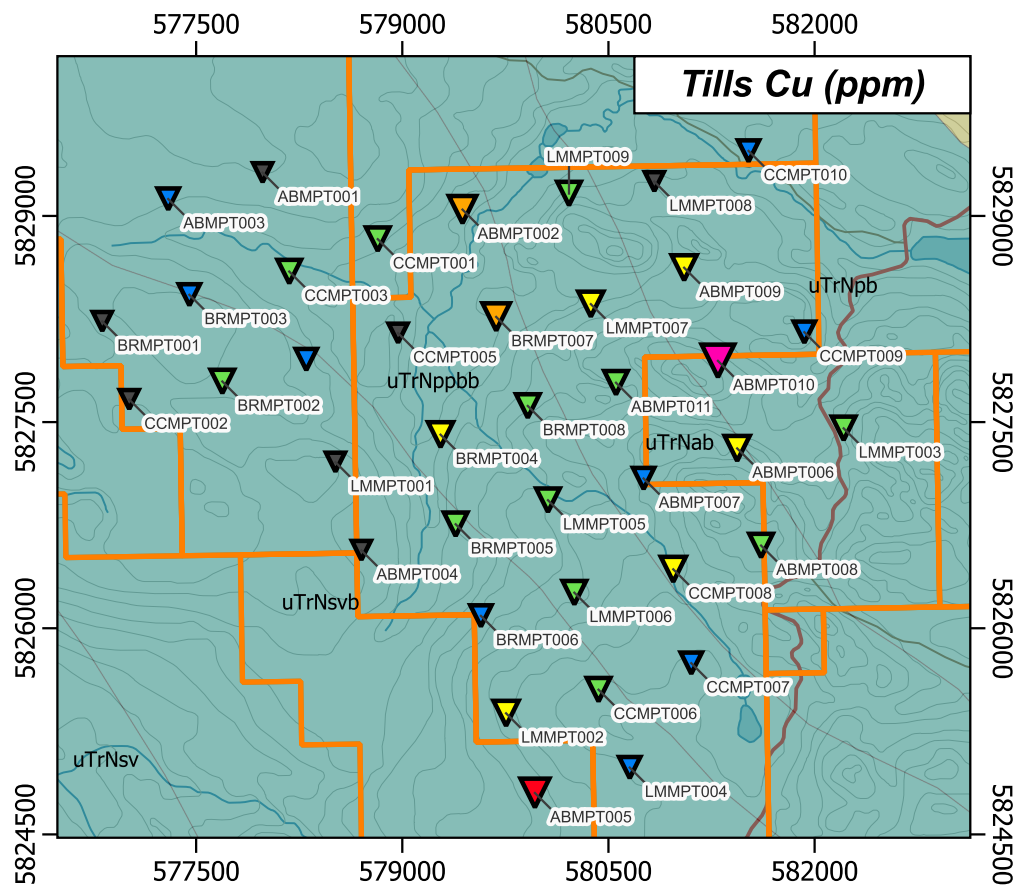 577500 579000 580500 582000
Tills Cu (ppm)
LMMPT009
CCMPT010
ABMPT001
LMMPT008
ABMPT003
5829000
5829000
ABMPT002
CCMPT001
ABMPT009
uTrNpb
CCMPT003
BRMPT003
LMMPT007
BRMPT007
BRMPT001
CCMPT005
CCMPT009
uTrNppbb
ABMPT010
BRMPT002
ABMPT011
CCMPT002
5827500
5827500
BRMPT008
uTrNab
LMMPT003
BRMPT004
ABMPT006
LMMPT001
ABMPT007
LMMPT005
BRMPT005
ABMPT008
ABMPT004
CCMPT008
uTrNsvb
5826000
5826000
LMMPT006
BRMPT006
CCMPT007
CCMPT006
LMMPT002
uTrNsv
LMMPT004
ABMPT005
5824500
5824500
577500 579000 580500 582000